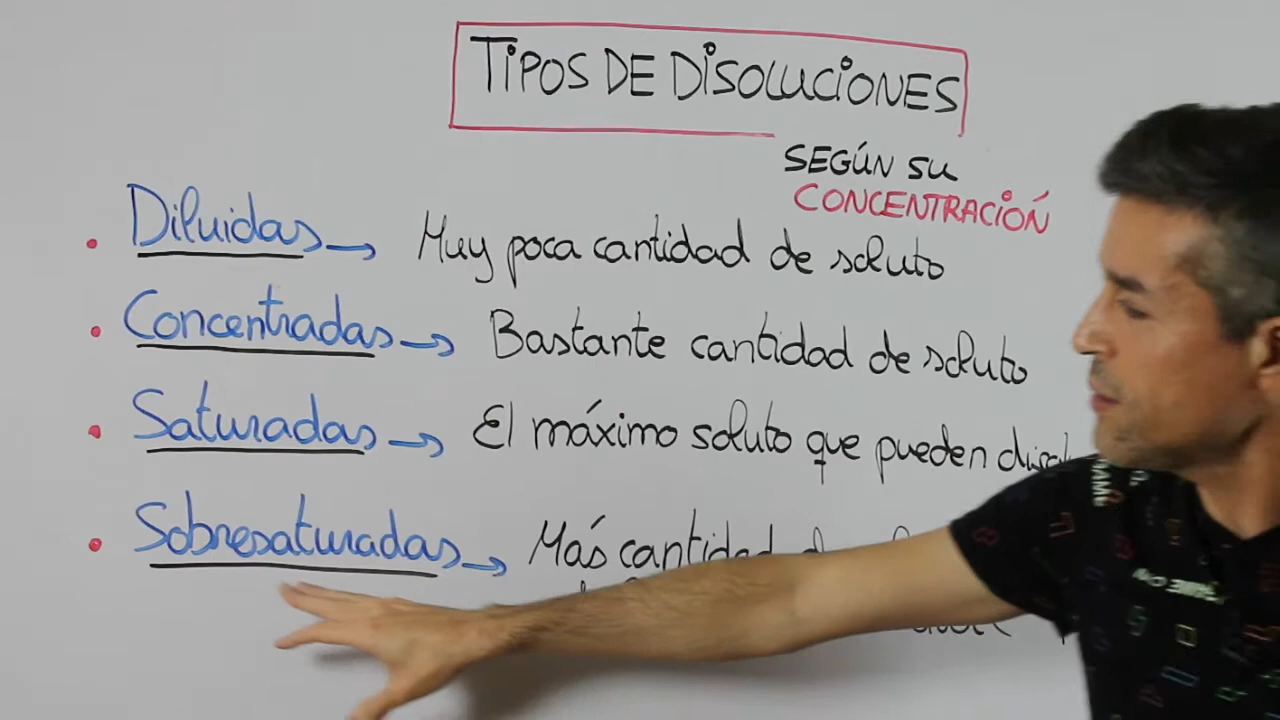 TIPOS DE DISOLUCIONES
SEGÚN SU
CONCENTRACIÓN
• Diluidas → Muy poca cantidad de soluto
• Concentradas → Bastante cantidad de soluto
• Saturadas → El máximo soluto que pueden
• Sobresaturadas → Más cantidad